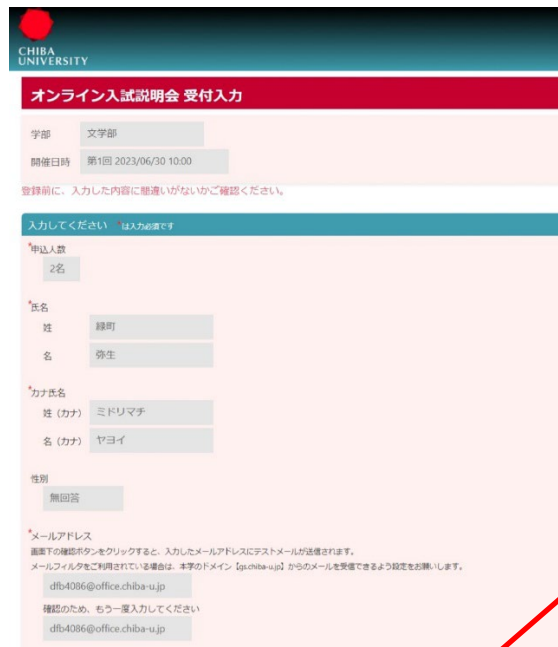 CHIBA
UNIVERSITY
オンライン入試説明会 受付入力
学部 文学部
開催日時 第1回 2023/06/30 10:00
登録前に、入力した内容に間違いがないかご確認ください。
入力してください *は入力必須です
*申込人数
2名
*氏名
姓 緑町
名 弥生
*カナ氏名
姓（カナ） ミドリマチ
名（カナ） ヤヨイ
性別
無回答
*メールアドレス
画面下の確認ボタンをクリックすると、入力したメールアドレスにテストメールが送信されます。
メールフィルタをご利用されている場合は、本学のドメイン【gs.chiba-u.jp】からのメールを受信できるよう設定をお願いします。
dfb4086@office.chiba-u.jp
確認のため、もう一度入力してください
dfb4086@office.chiba-u.jp